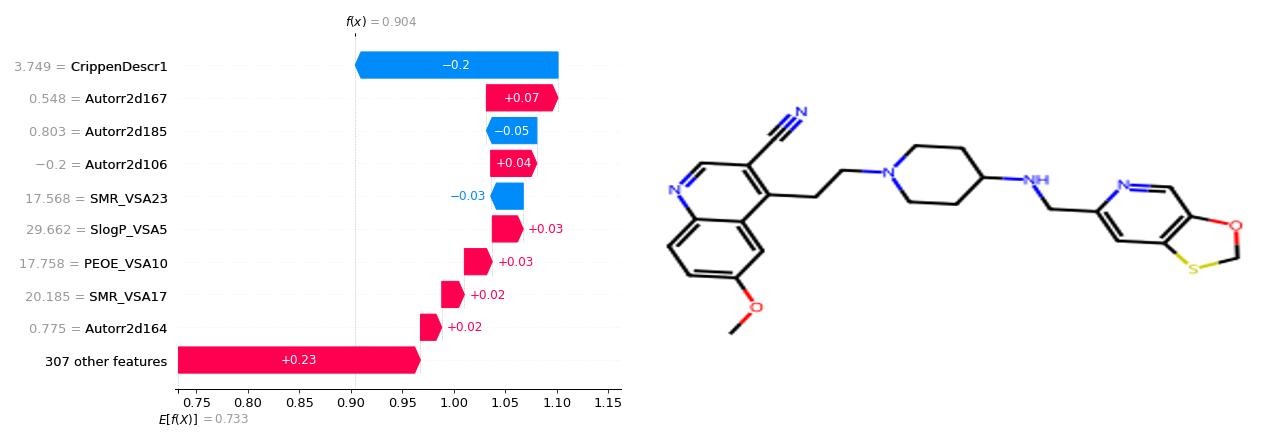 f(x) = 0.904
3.749 = CrippenDescr1
−0.2
0.548 = Autorr2d167
+0.07
0.803 = Autorr2d185
−0.05
−0.2 = Autorr2d106
+0.04
17.568 = SMR_VSA23
−0.03
29.662 = SlogP_VSA5
+0.03
17.758 = PEOE_VSA10
+0.03
20.185 = SMR_VSA17
+0.02
0.775 = Autorr2d164
+0.02
307 other features
+0.23
0.75 0.80 0.85 0.90 0.95 1.00 1.05 1.10 1.15
E[f(X)] = 0.733
N
N
N
NH
N
O
S
O